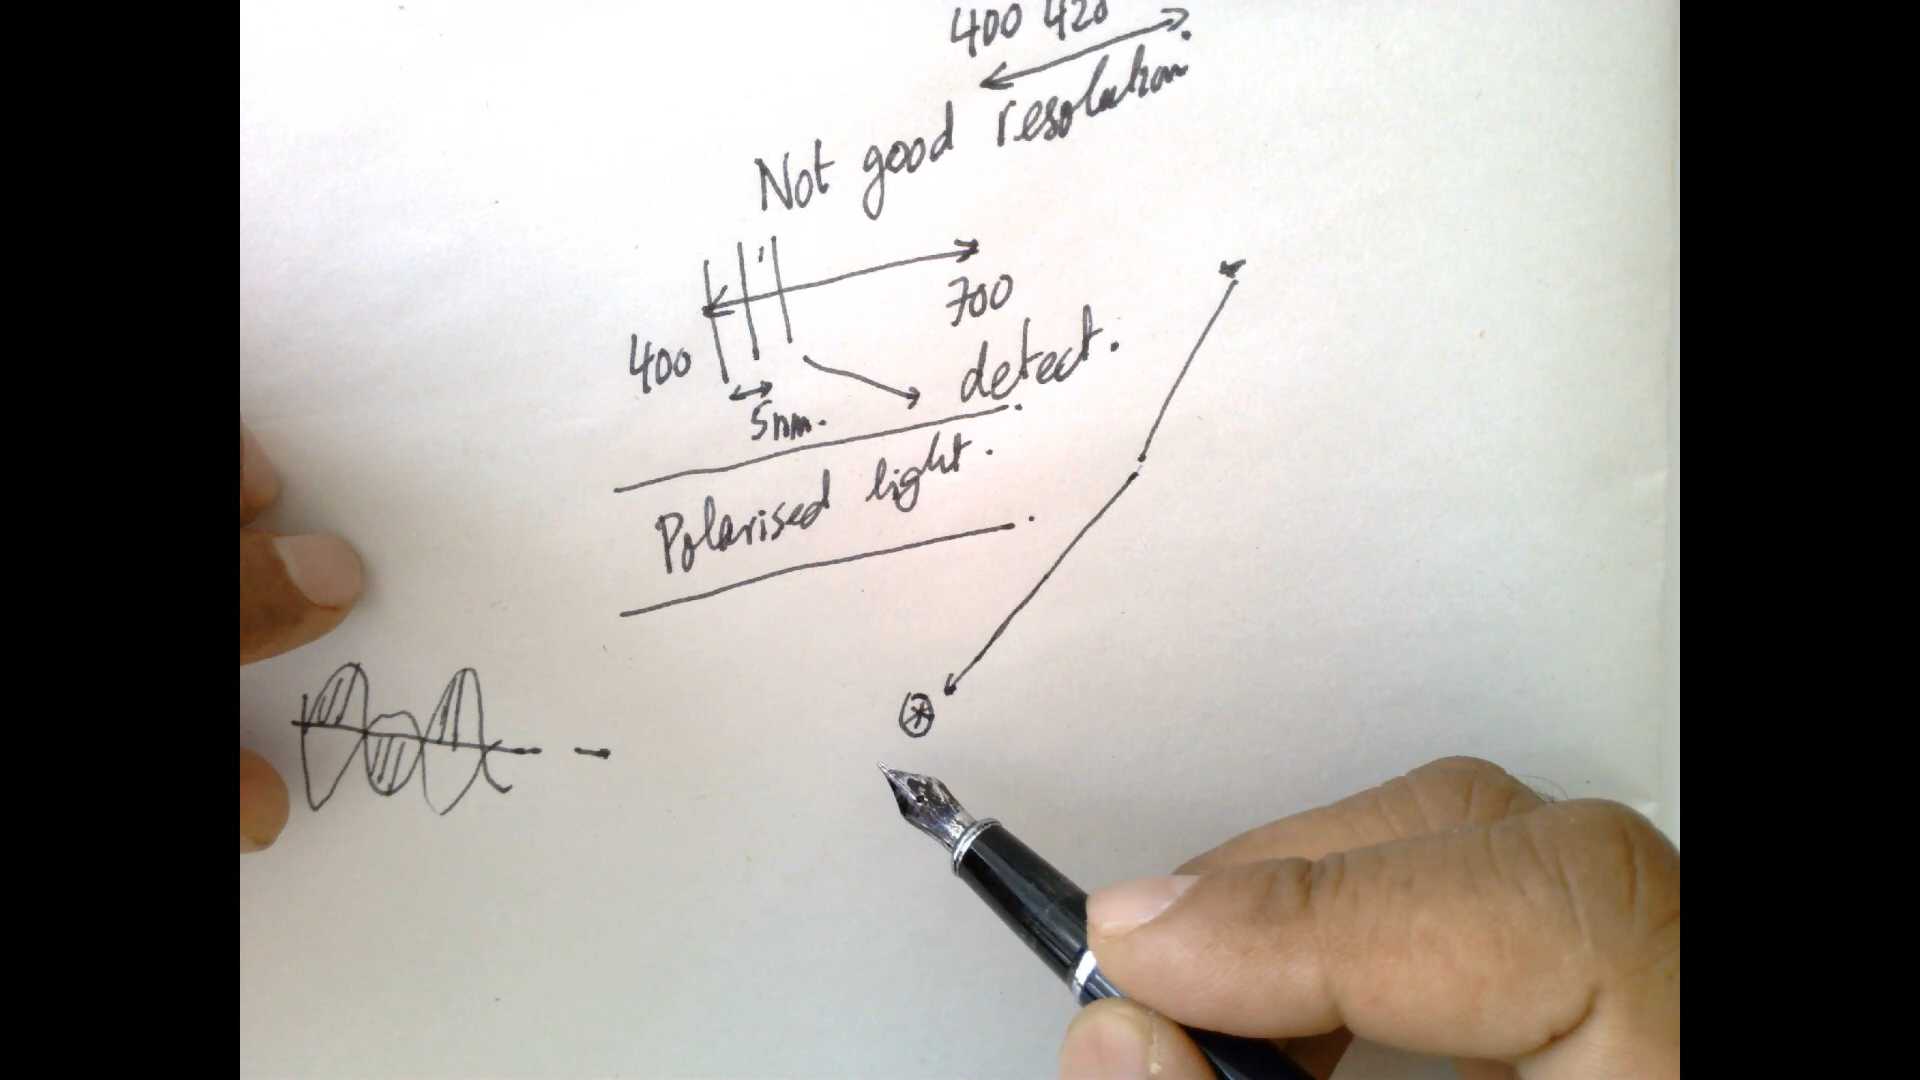 400 420
Not good resolution.
400
700
5nm.
detect.
Polarised light.